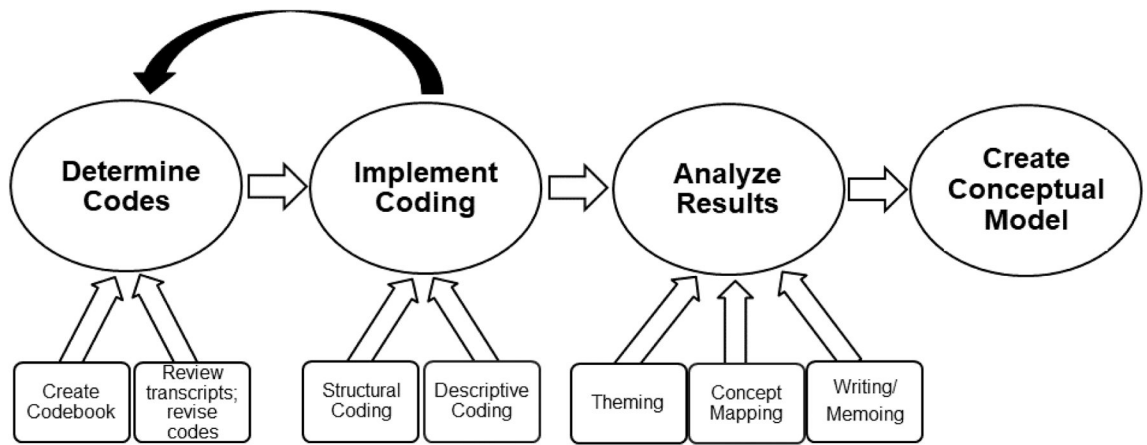 Determine
Codes
Implement
Coding
Analyze
Results
Create
Conceptual
Model
Create
Codebook
Review
transcripts;
revise
codes
Structural
Coding
Descriptive
Coding
Theming
Concept
Mapping
Writing/
Memoing